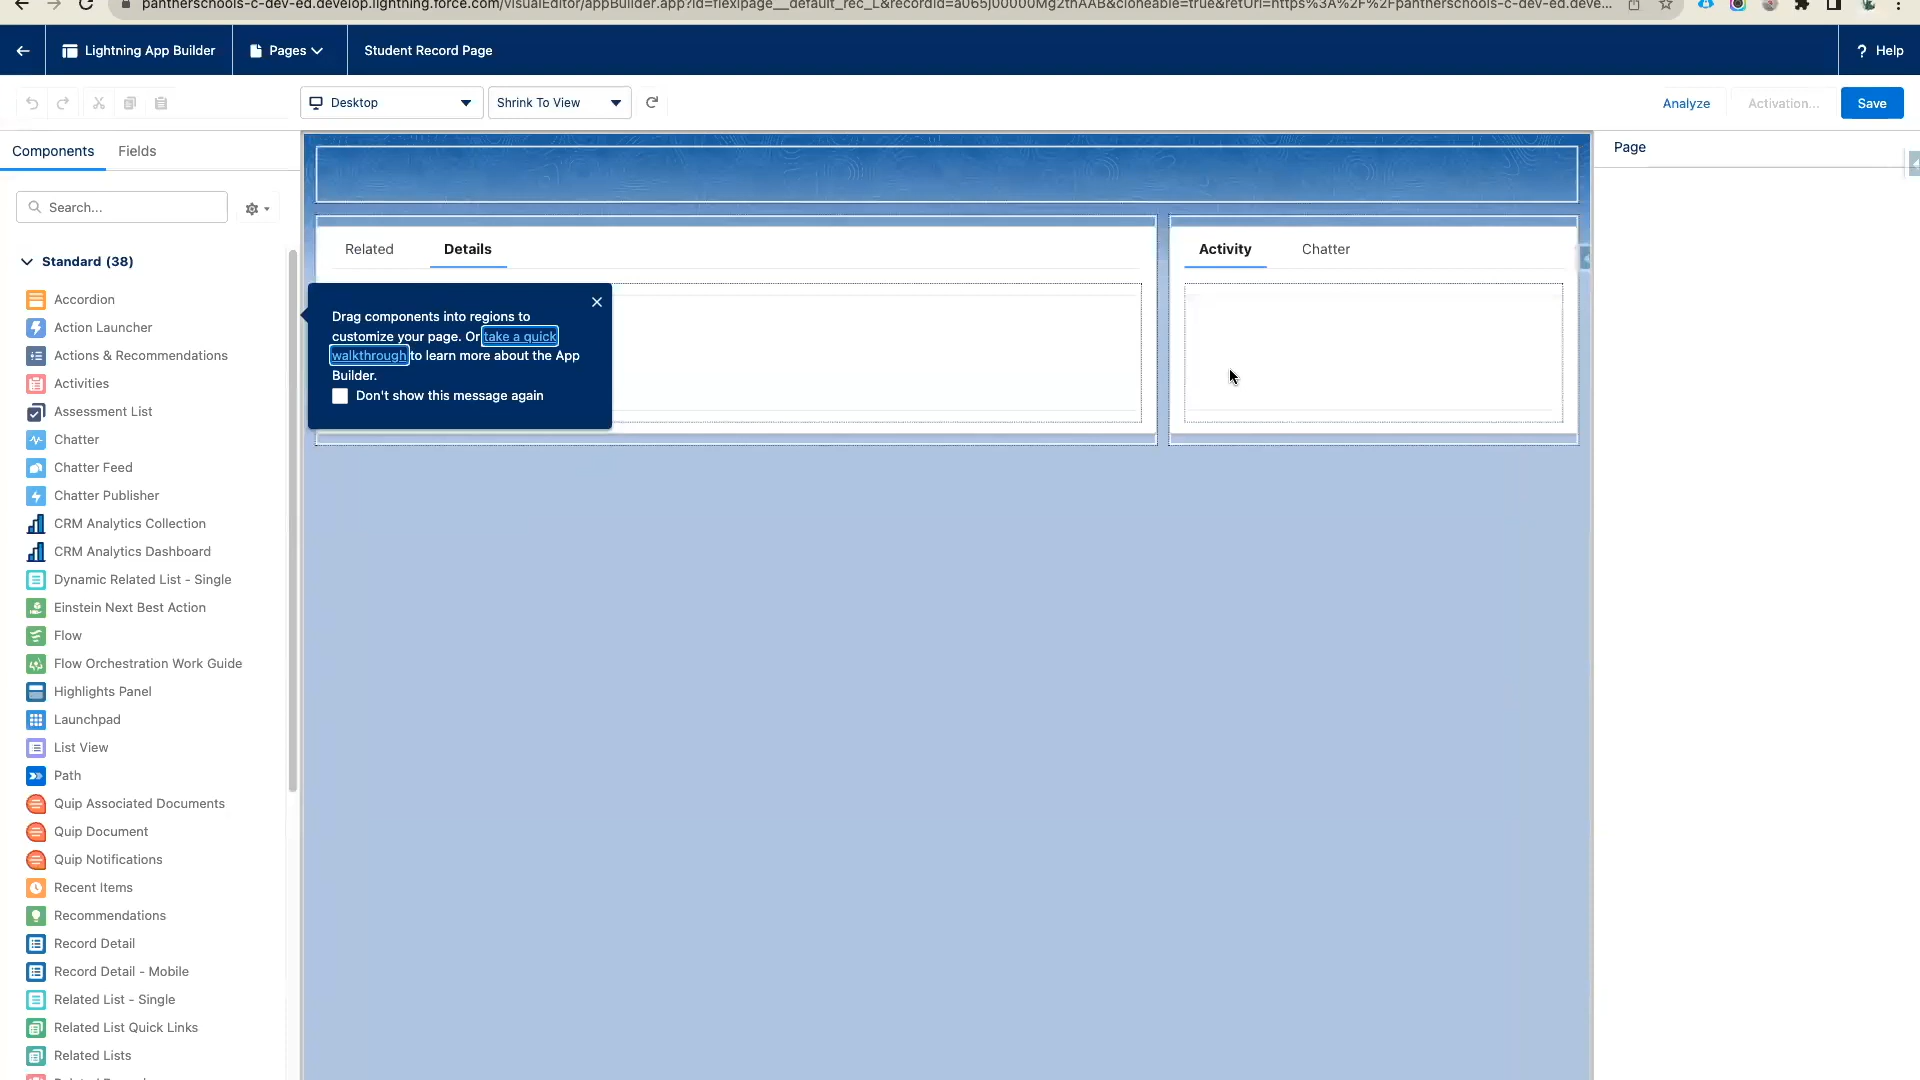 pantherschools-c-dev-ed.develop.lightning.force.com/visualEditor/appBuilder.app?id=flexipage__default_rec_L&recordId=a065j00000Mg2thAAB&cloneable=true&retUrl=https%3A%2F%2Fpantherschools-c-dev-ed.deve...
Lightning App Builder
Pages
Student Record Page
? Help
Desktop
Shrink To View
Analyze
Activation...
Save
Components
Fields
Page
Search...
Standard (38)
Accordion
Action Launcher
Actions & Recommendations
Activities
Assessment List
Chatter
Chatter Feed
Chatter Publisher
CRM Analytics Collection
CRM Analytics Dashboard
Dynamic Related List - Single
Einstein Next Best Action
Flow
Flow Orchestration Work Guide
Highlights Panel
Launchpad
List View
Path
Quip Associated Documents
Quip Document
Quip Notifications
Recent Items
Recommendations
Record Detail
Record Detail - Mobile
Related List - Single
Related List Quick Links
Related Lists
Related
Details
Drag components into regions to
customize your page. Or take a quick
walkthrough to learn more about the App
Builder.
Don't show this message again
Activity
Chatter